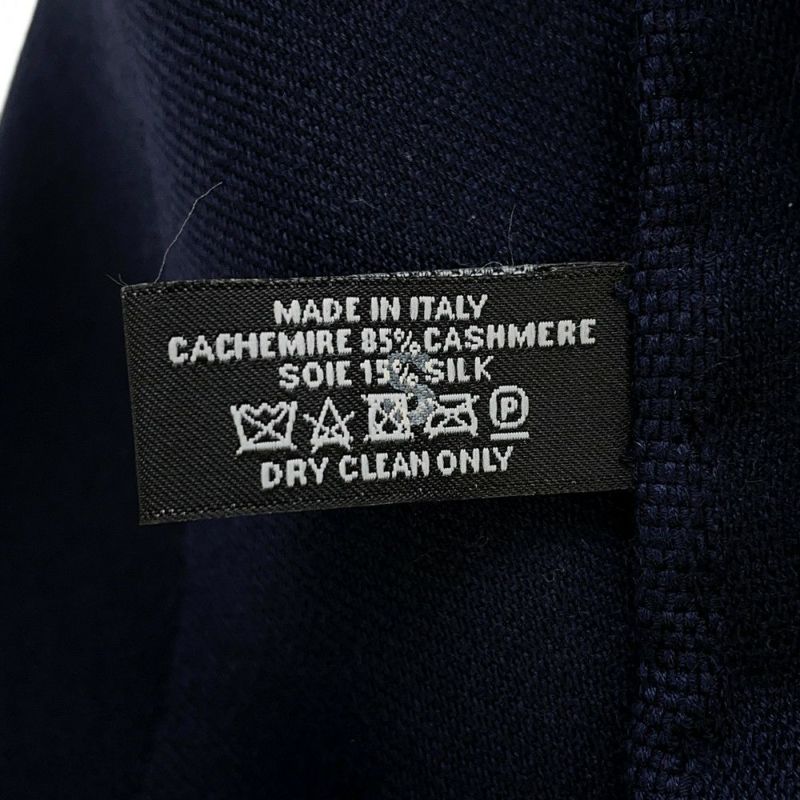 MADE IN ITALY
CACHEMIRE 85% CASHMERE
SOIE 15% SILK
S
P
DRY CLEAN ONLY